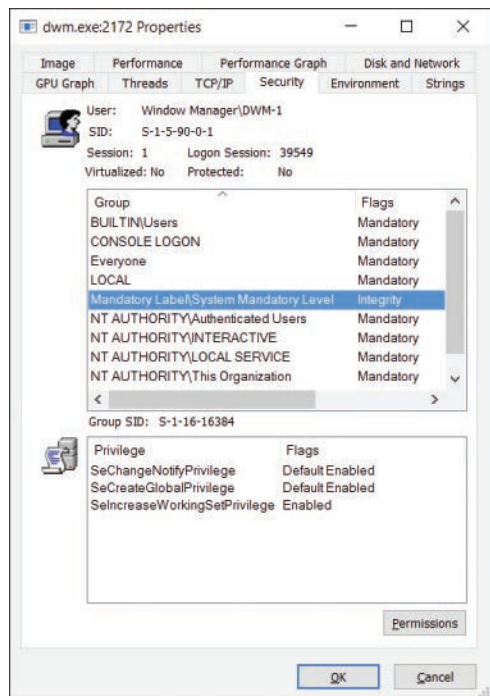 dwm.exe:2172 Properties
Image Performance Performance Graph Disk and Network
GPU Graph Threads TCP/IP Security Environment Strings
User: Window Manager\DWM-1
SID: S-1-5-90-0-1
Session: 1 Logon Session: 39549
Virtualized: No Protected: No
Group Flags
BUILTIN\Users Mandatory
CONSOLE LOGON Mandatory
Everyone Mandatory
LOCAL Mandatory
Mandatory Label\System Mandatory Level Integrity
NT AUTHORITY\Authenticated Users Mandatory
NT AUTHORITY\INTERACTIVE Mandatory
NT AUTHORITY\LOCAL SERVICE Mandatory
NT AUTHORITY\This Organization Mandatory
Group SID: S-1-16-16384
Privilege Flags
SeChangeNotifyPrivilege Default Enabled
SeCreateGlobalPrivilege Default Enabled
SeIncreaseWorkingSetPrivilege Enabled
Permissions
OK Cancel